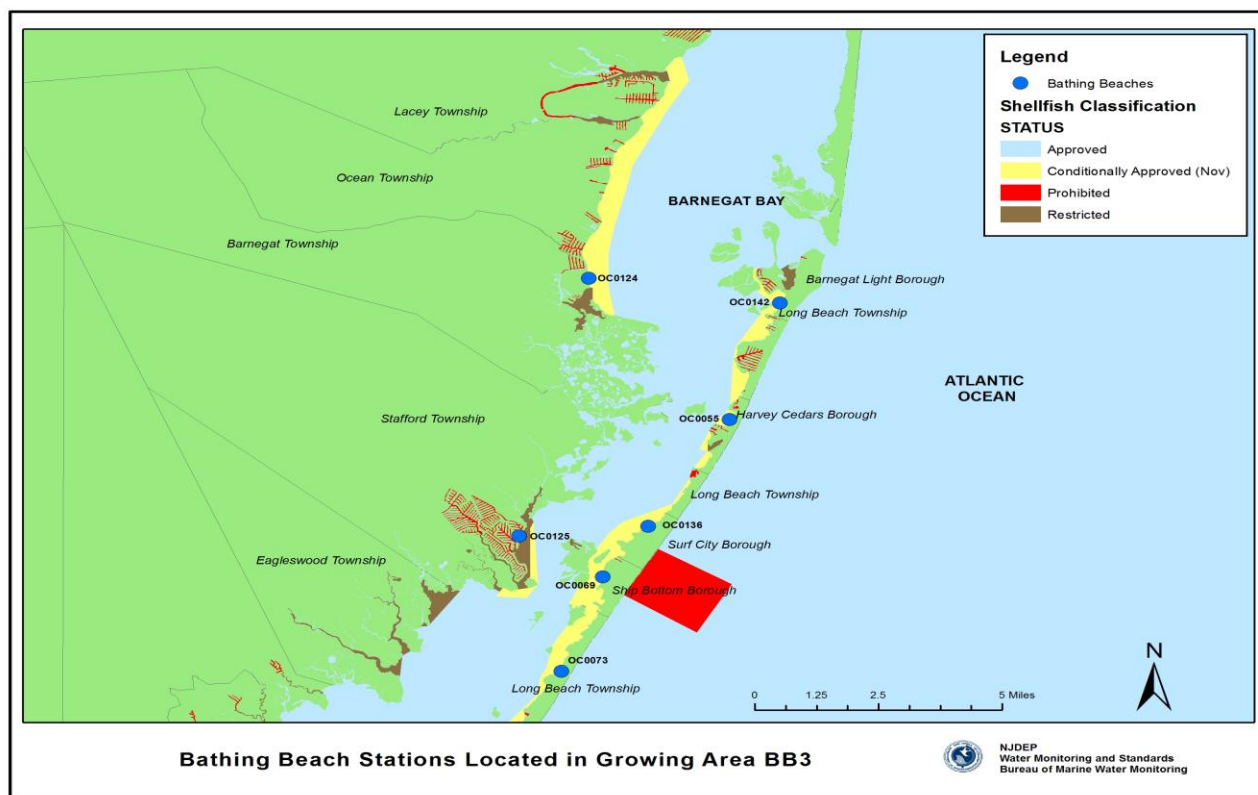 Legend
Bathing Beaches
Shellfish Classification
STATUS
Approved
Conditionally Approved (Nov)
Prohibited
Restricted
Lacey Township
Ocean Township
BARNEGAT BAY
Barnegat Township
OC0124
Barnegat Light Borough
OC0142
Long Beach Township
ATLANTIC
OCEAN
Stafford Township
OC0055
Harvey Cedars Borough
Long Beach Township
OC0136
OC0125
Surf City Borough
Eagleswood Township
OC0069
Ship Bottom Borough
OC0073
Long Beach Township
N
0 1.25 2.5 5 Miles
Bathing Beach Stations Located in Growing Area BB3
NJDEP
Water Monitoring and Standards
Bureau of Marine Water Monitoring